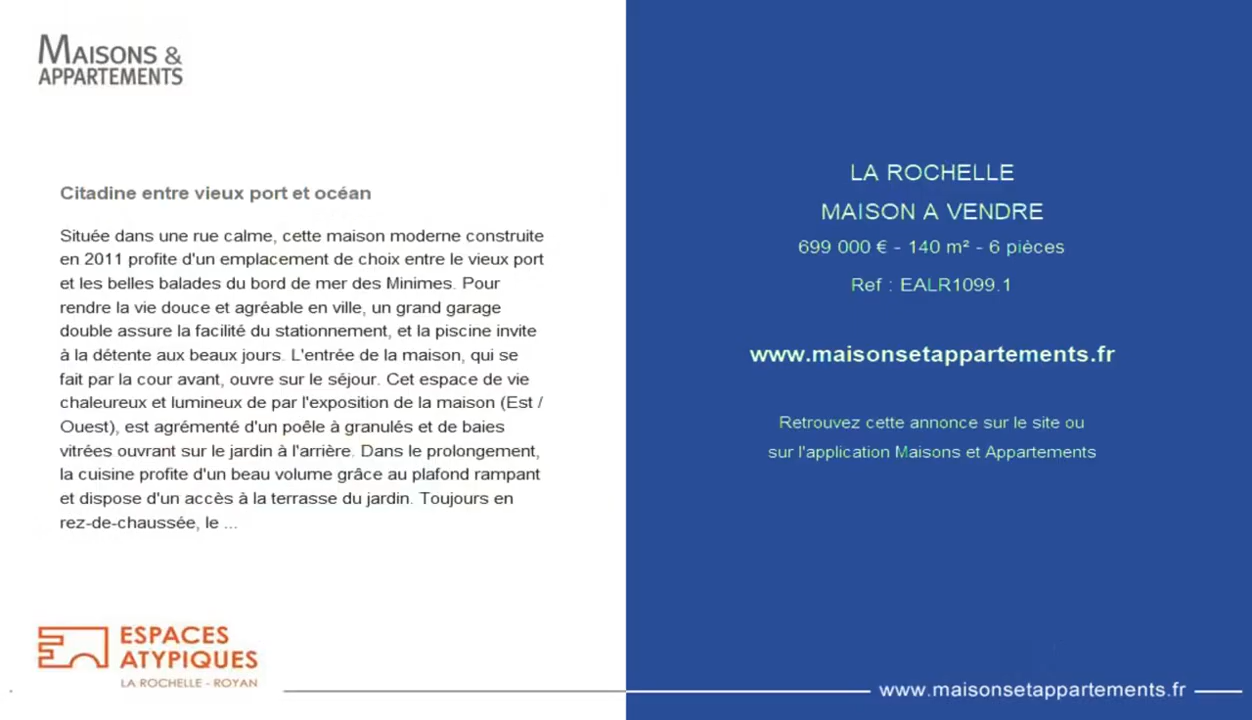 MAISONS &
APPARTEMENTS
Citadine entre vieux port et océan
Située dans une rue calme, cette maison moderne construite
en 2011 profite d'un emplacement de choix entre le vieux port
et les belles balades du bord de mer des Minimes. Pour
rendre la vie douce et agréable en ville, un grand garage
double assure la facilité du stationnement, et la piscine invite
à la détente aux beaux jours. L'entrée de la maison, qui se
fait par la cour avant, ouvre sur le séjour. Cet espace de vie
chaleureux et lumineux de par l'exposition de la maison (Est /
Ouest), est agrémenté d'un poêle à granulés et de baies
vitrées ouvrant sur le jardin à l'arrière. Dans le prolongement,
la cuisine profite d'un beau volume grâce au plafond rampant
et dispose d'un accès à la terrasse du jardin. Toujours en
rez-de-chaussée, le ...
ESPACES
ATYPIQUES
LA ROCHELLE - ROYAN
LA ROCHELLE
MAISON A VENDRE
699 000 € - 140 m² - 6 pièces
Ref : EALR1099.1
www.maisonsetappartements.fr
Retrouvez cette annonce sur le site ou
sur l'application Maisons et Appartements
www.maisonsetappartements.fr